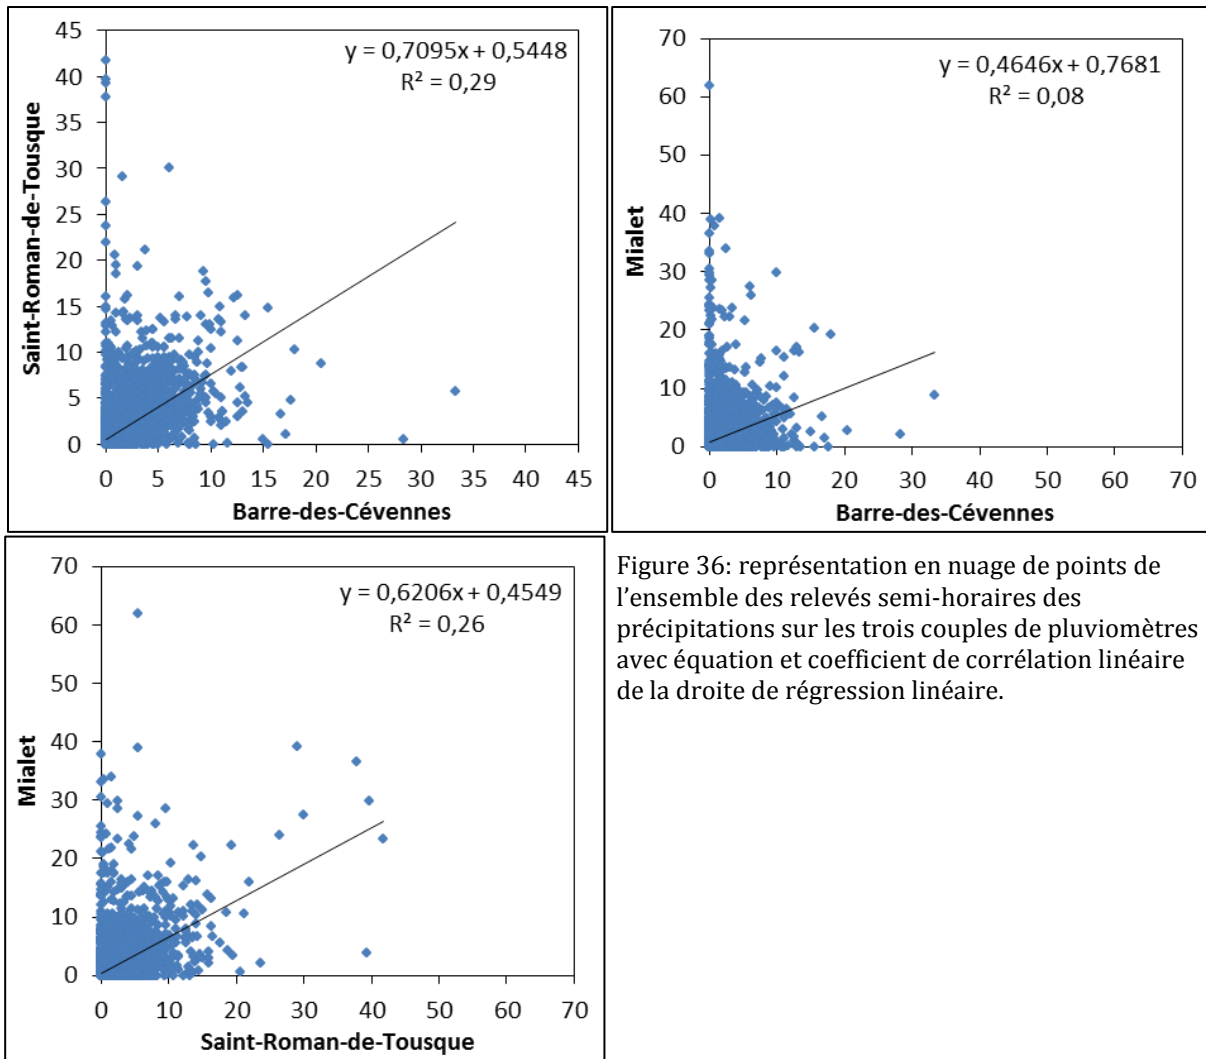 45
40
35
30
25
20
15
10
5
0
0 5 10 15 20 25 30 35 40 45
Saint-Roman-de-Tousque
Barre-des-Cévennes
y = 0,7095x + 0,5448
R² = 0,29
70
60
50
40
30
20
10
0
0 10 20 30 40 50 60 70
Mialet
Barre-des-Cévennes
y = 0,4646x + 0,7681
R² = 0,08
70
60
50
40
30
20
10
0
0 10 20 30 40 50 60 70
Mialet
Saint-Roman-de-Tousque
y = 0,6206x + 0,4549
R² = 0,26
Figure 36: représentation en nuage de points de
l’ensemble des relevés semi-horaires des
précipitations sur les trois couples de pluviomètres
avec équation et coefficient de corrélation linéaire
de la droite de régression linéaire.